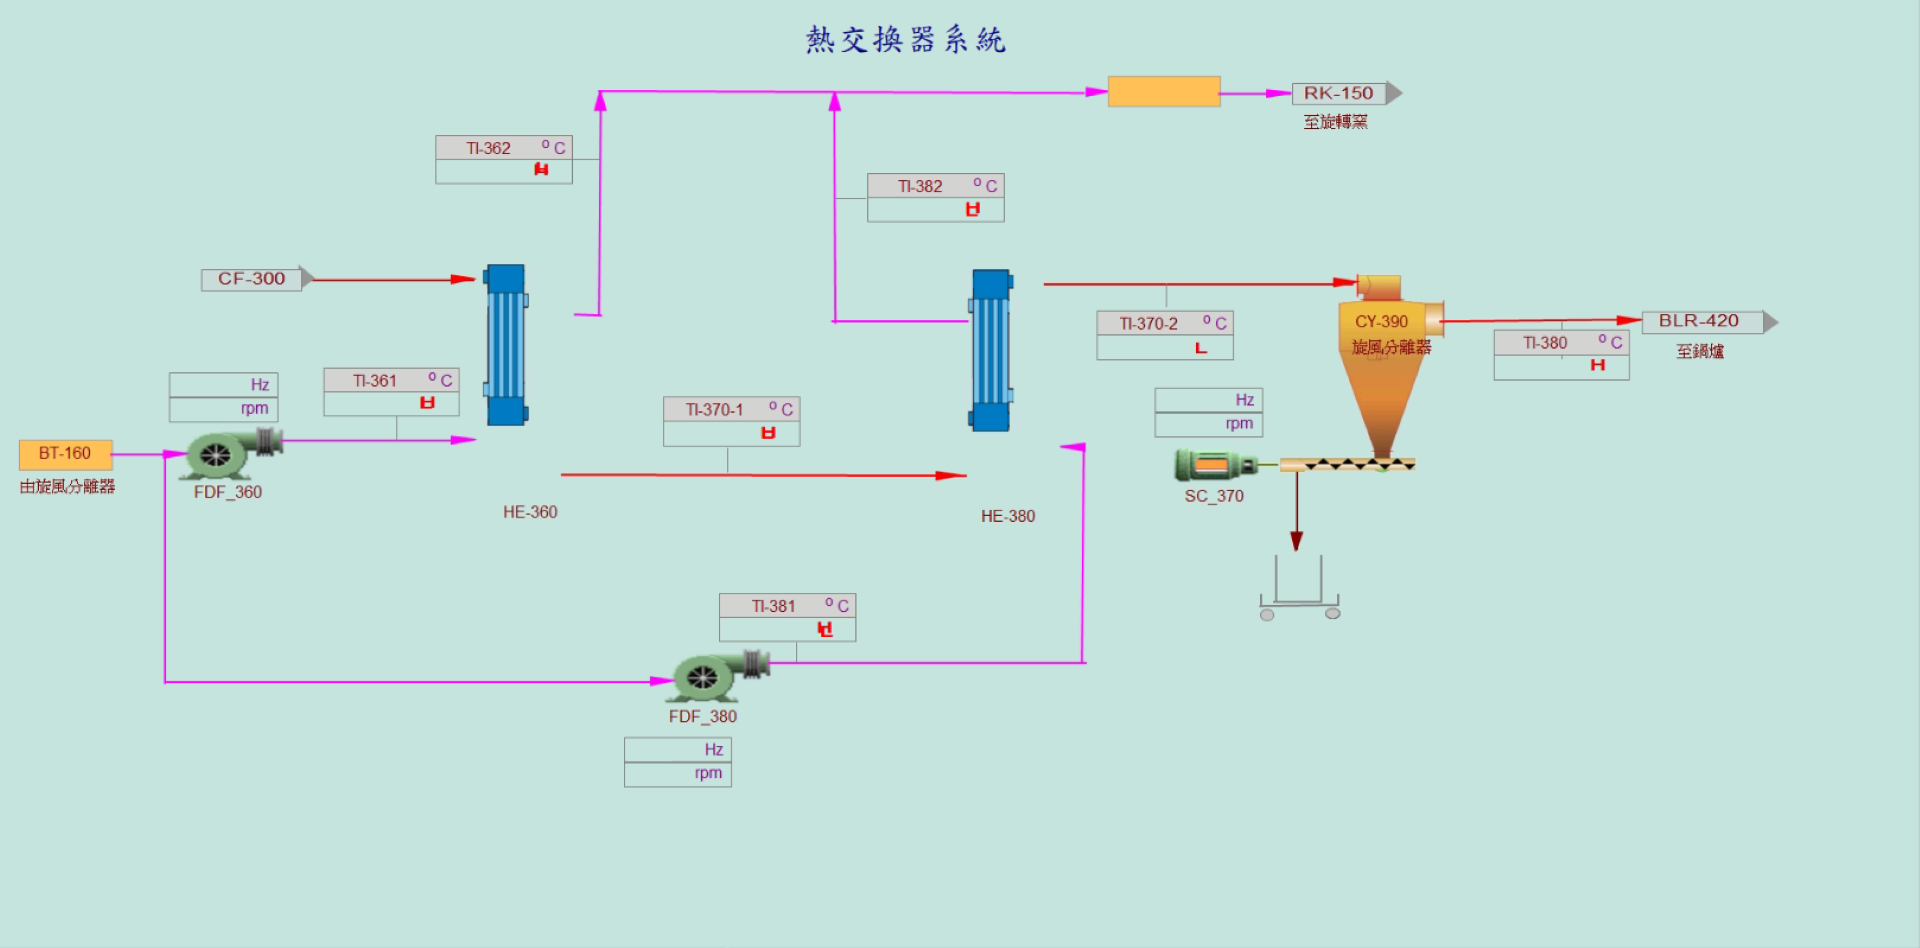 熱交換器系統
RK-150
至旋轉窯
TI-362 °C
H
TI-382 °C
CF-300
TI-370-2 °C
L
CY-390
旋風分離器
BLR-420
至鍋爐
TI-380 °C
H
Hz
rpm
TI-361 °C
TI-370-1 °C
Hz
rpm
BT-160
由旋風分離器
FDF_360
SC_370
HE-360
HE-380
TI-381 °C
FDF_380
Hz
rpm